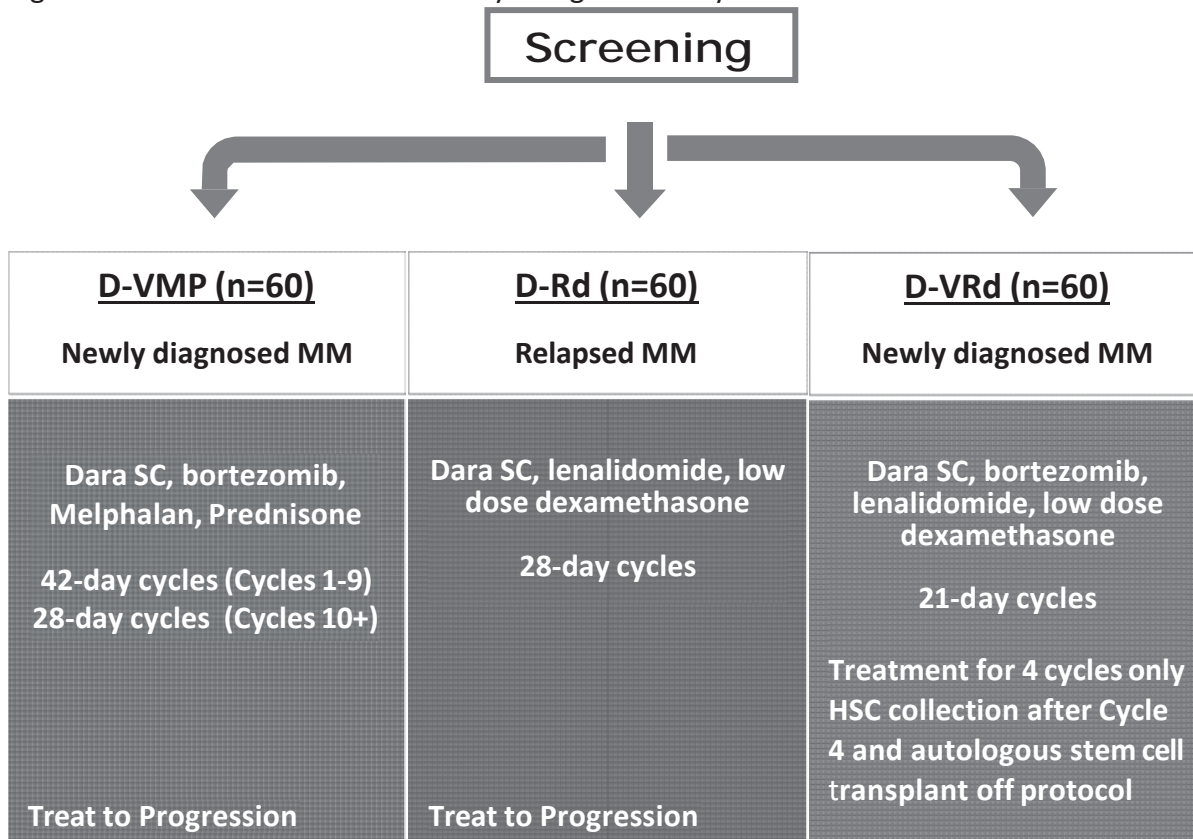 Screening
D-VMP (n=60)
Newly diagnosed MM
Dara SC, bortezomib,
Melphalan, Prednisone
42-day cycles (Cycles 1-9)
28-day cycles (Cycles 10+)
Treat to Progression
D-Rd (n=60)
Relapsed MM
Dara SC, lenalidomide, low
dose dexamethasone
28-day cycles
Treat to Progression
D-VRd (n=60)
Newly diagnosed MM
Dara SC, bortezomib,
lenalidomide, low dose
dexamethasone
21-day cycles
Treatment for 4 cycles only
HSC collection after Cycle
4 and autologous stem cell
transplant off protocol